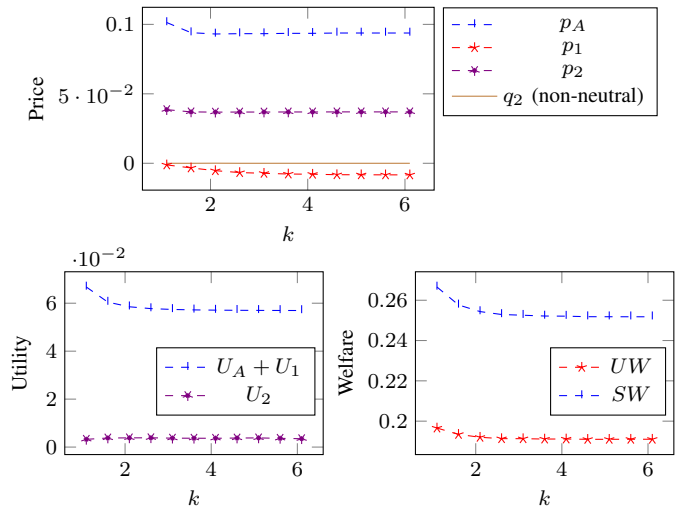 0.1
5 · 10⁻²
0
Price
2
4
6
k
p_A
p_1
p_2
q_2 (non-neutral)
·10⁻²
6
4
2
0
Utility
2
4
6
k
U_A + U_1
U_2
0.26
0.24
0.22
0.2
Welfare
2
4
6
k
UW
SW